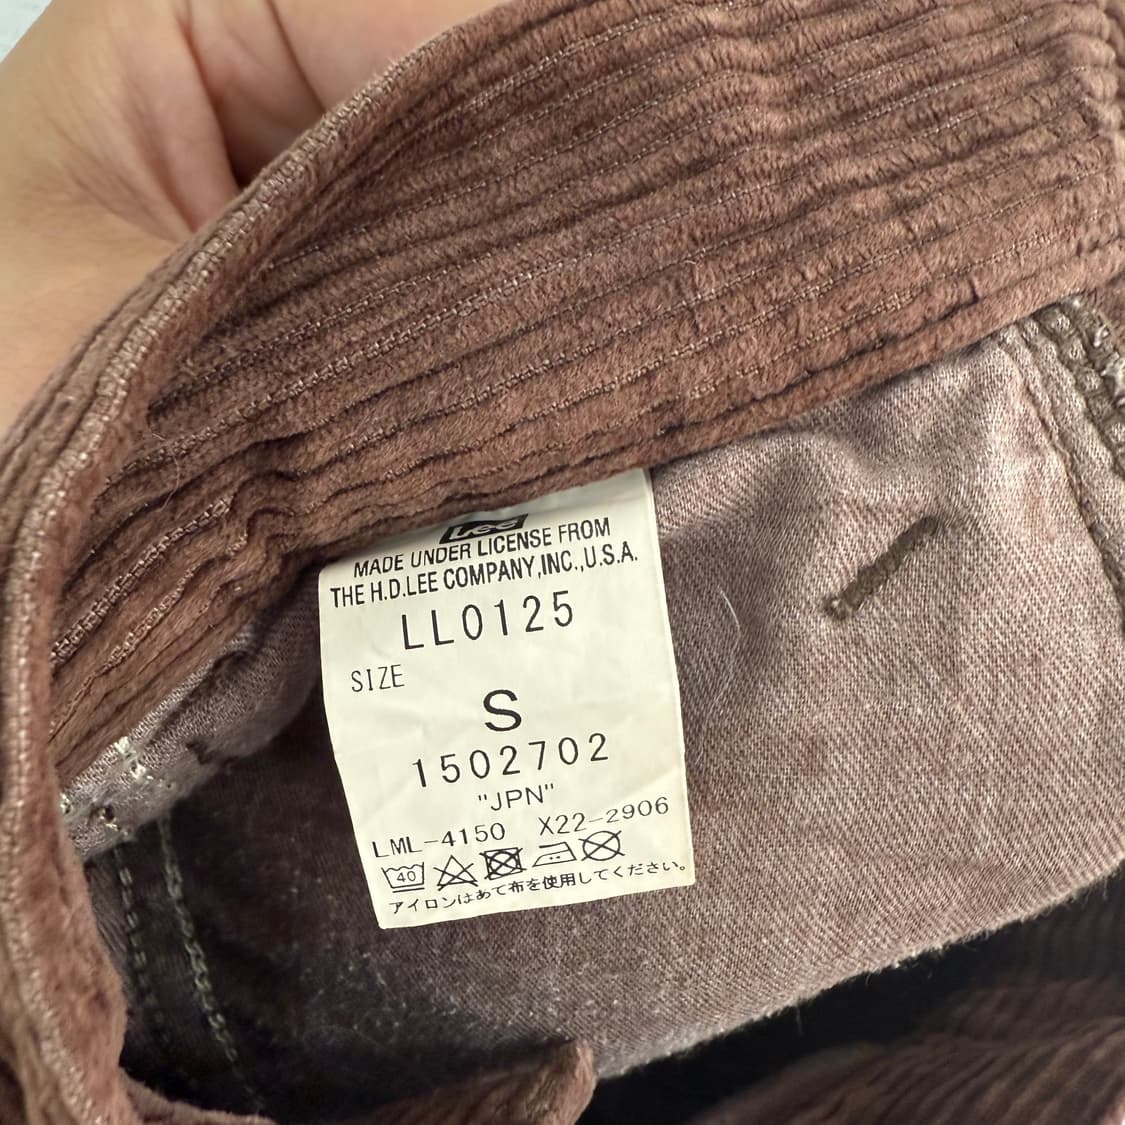 Lee
MADE UNDER LICENSE FROM
THE H.D.LEE COMPANY,INC.,U.S.A.
LL0125
SIZE
S
1502702
"JPN"
LML-4150 X22-2906
40
アイロンはあて布を使用してください。